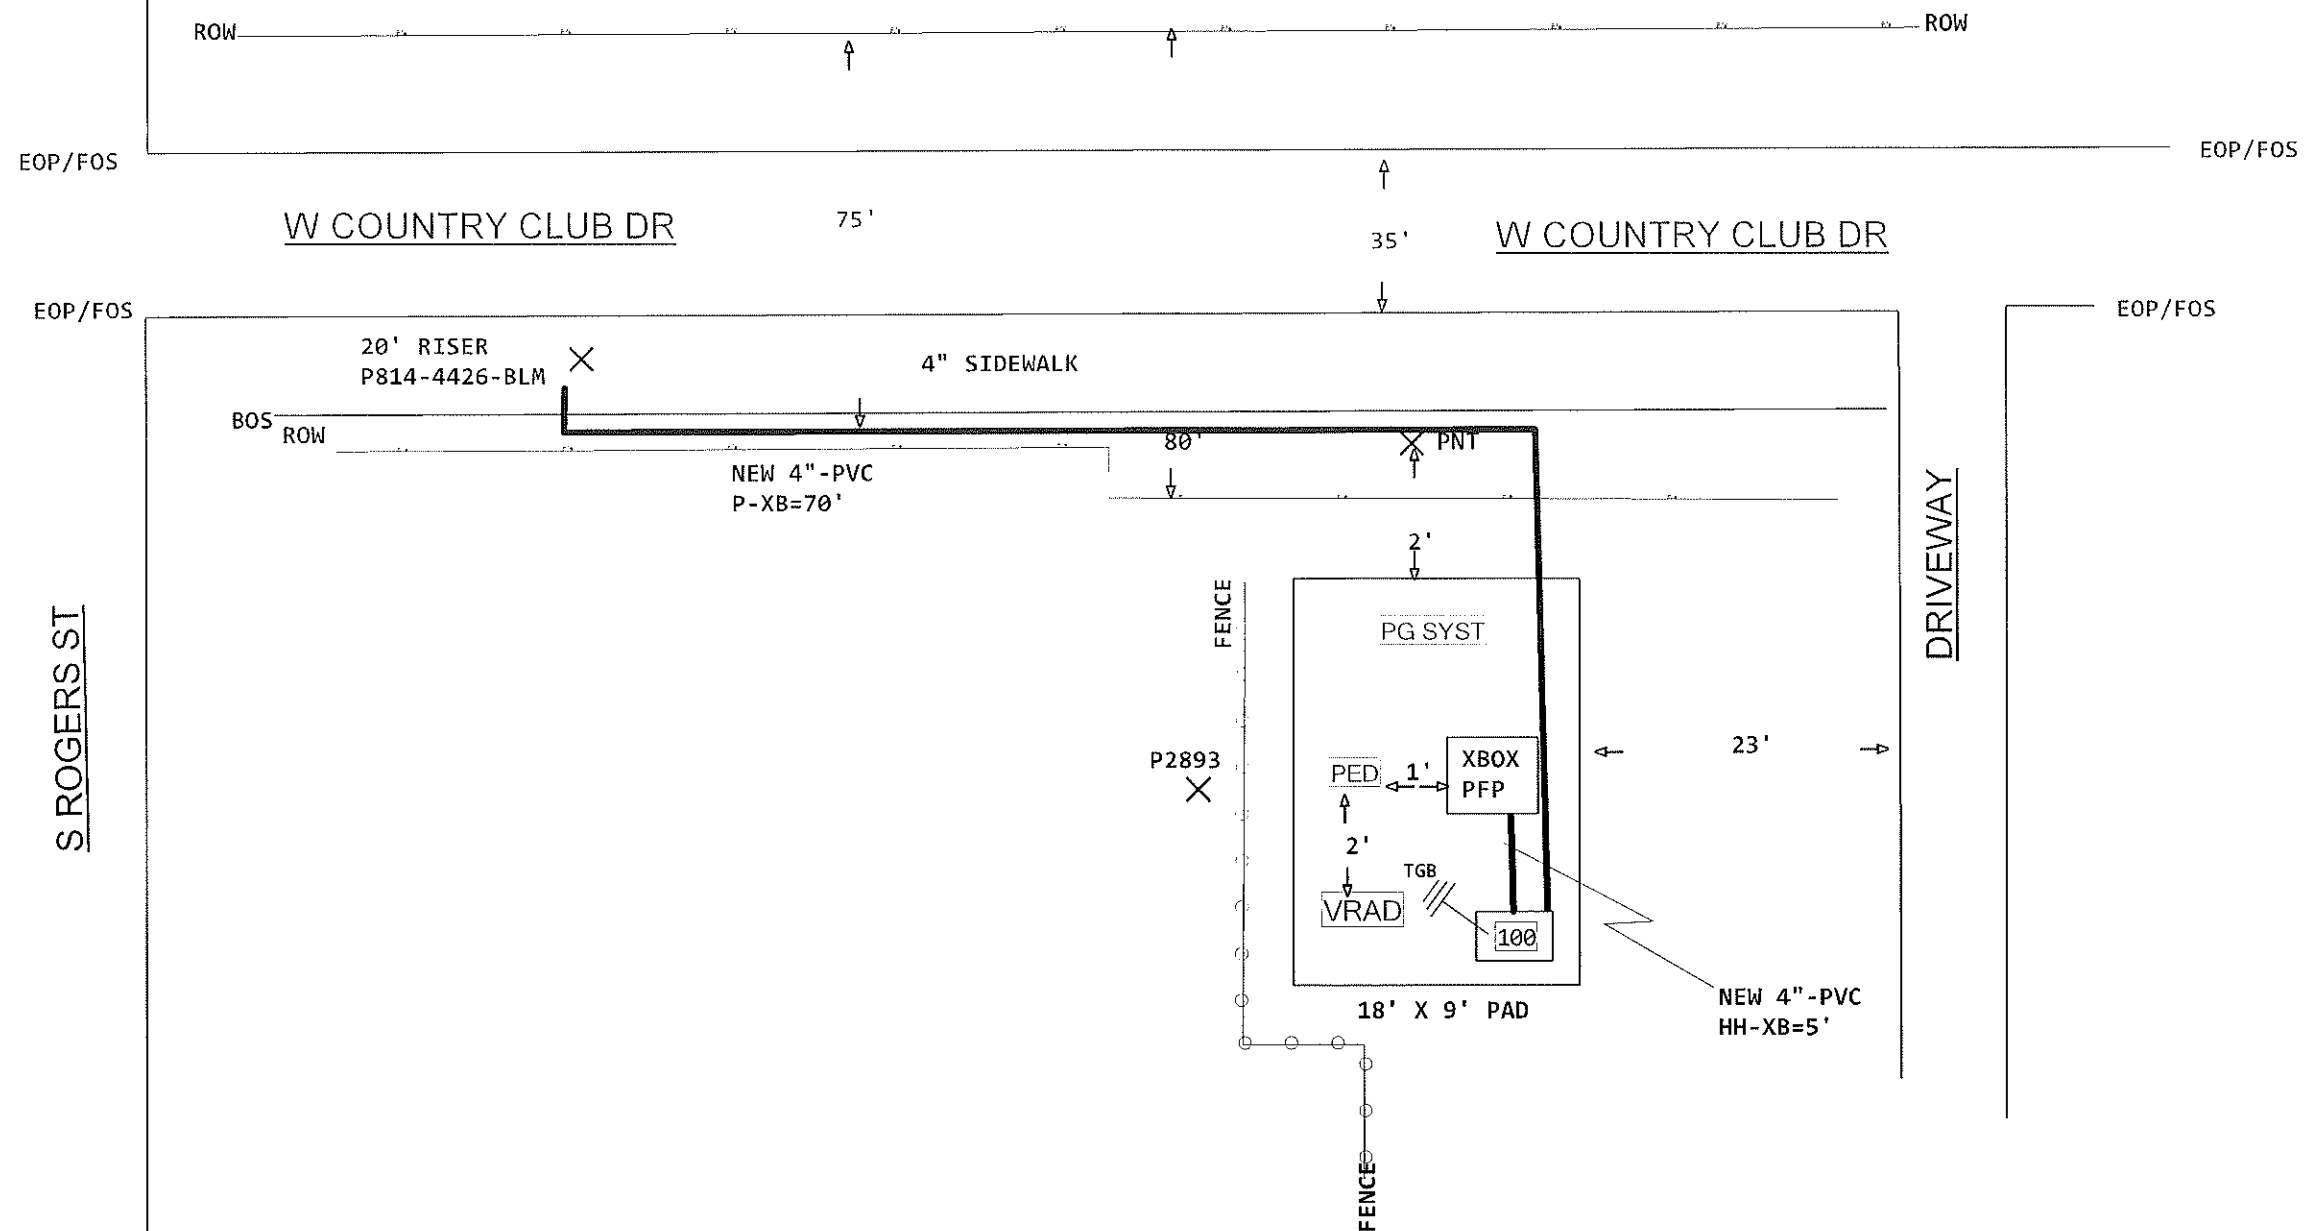 ROW
ROW
EOP/FOS
EOP/FOS
W COUNTRY CLUB DR
75'
35'
W COUNTRY CLUB DR
EOP/FOS
EOP/FOS
20' RISER
P814-4426-BLM
4" SIDEWALK
BOS
ROW
80'
PNT
NEW 4"-PVC
P-XB=70'
2'
FENCE
PG SYST
S ROGERS ST
DRIVEWAY
P2893
PED
1'
XBOX
PFP
23'
2'
TGB
VRAD
100
18' X 9' PAD
NEW 4"-PVC
HH-XB=5'
FENCE